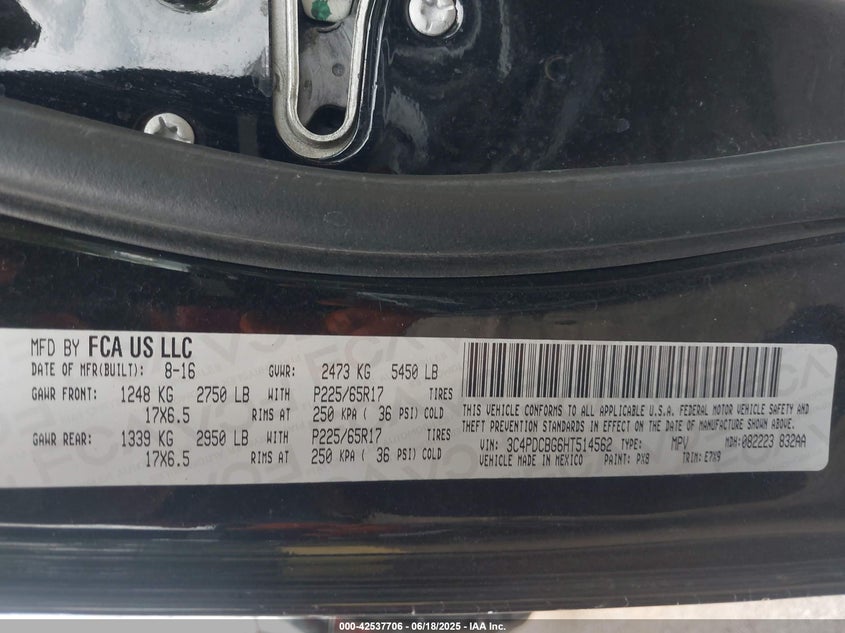 MFD BY FCA US LLC
DATE OF MFR(BUILT): 8-16 GVWR: 2473 KG 5450 LB
GAWR FRONT: 1248 KG 2750 LB WITH P225/65R17 TIRES
17X6.5 RIMS AT 250 KPA ( 36 PSI) COLD
GAWR REAR: 1339 KG 2950 LB WITH P225/65R17 TIRES
17X6.5 RIMS AT 250 KPA ( 36 PSI) COLD
THIS VEHICLE CONFORMS TO ALL APPLICABLE U.S.A. FEDERAL MOTOR VEHICLE SAFETY AND
THEFT PREVENTION STANDARDS IN EFFECT ON THE DATE OF MANUFACTURE SHOWN ABOVE.
VIN: 3C4PDCBG6HT514562 TYPE: MPV MDH: 082223 832AA
VEHICLE MADE IN MEXICO PAINT: PX8 TRIM: E7X9
000-42537706 - 06/18/2025 - IAA Inc.